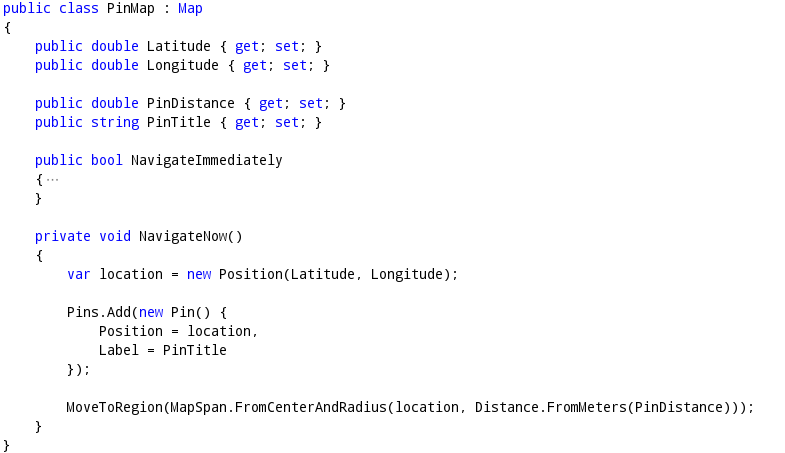 public class PinMap : Map
{
    public double Latitude { get; set; }
    public double Longitude { get; set; }

    public double PinDistance { get; set; }
    public string PinTitle { get; set; }

    public bool NavigateImmediately
    {...
    }

    private void NavigateNow()
    {
        var location = new Position(Latitude, Longitude);

        Pins.Add(new Pin() {
            Position = location,
            Label = PinTitle
        });

        MoveToRegion(MapSpan.FromCenterAndRadius(location, Distance.FromMeters(PinDistance)));
    }
}